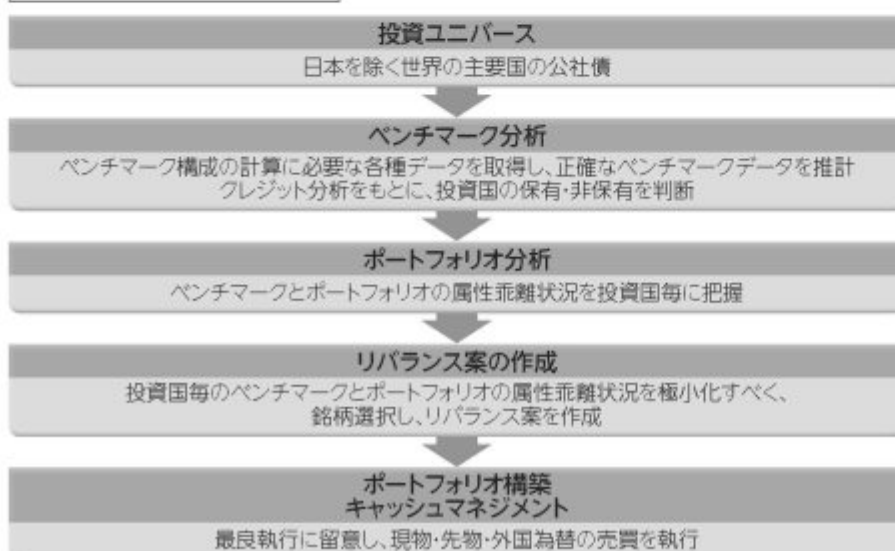 投資ユニバース
日本を除く世界の主要国の公社債
ベンチマーク分析
ベンチマーク構成の計算に必要な各種データを取得し、正確なベンチマークデータを推計
クレジット分析をもとに、投資国の保有・非保有を判断
ポートフォリオ分析
ベンチマークとポートフォリオの属性乖離状況を投資国毎に把握
リバランス案の作成
投資国毎のベンチマークとポートフォリオの属性乖離状況を極小化すべく、
銘柄選択し、リバランス案を作成
ポートフォリオ構築
キャッシュマネジメント
最良執行に留意し、現物・先物・外国為替の売買を執行